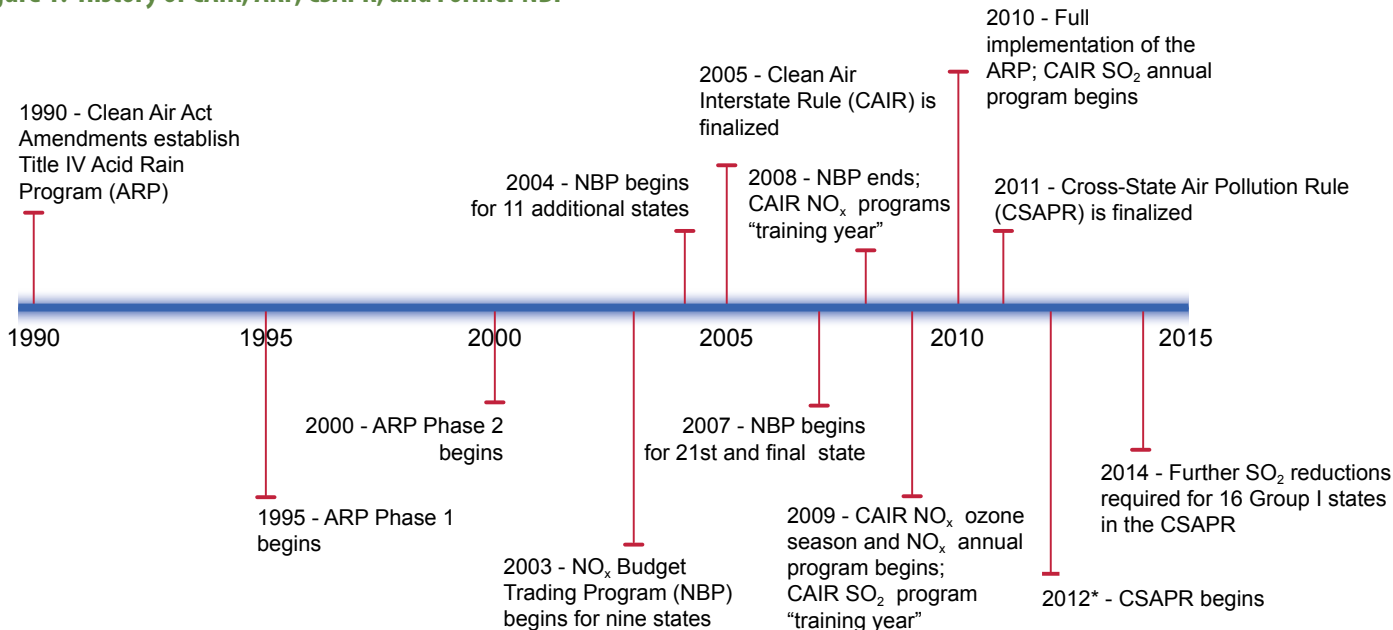 1990 - Clean Air Act
Amendments establish
Title IV Acid Rain
Program (ARP)
2004 - NBP begins
for 11 additional states
2005 - Clean Air
Interstate Rule (CAIR) is
finalized
2008 - NBP ends;
CAIR NOx programs
“training year”
2010 - Full
implementation of the
ARP; CAIR SO2 annual
program begins
2011 - Cross-State Air Pollution Rule
(CSAPR) is finalized
1990 1995 2000 2005 2010 2015
1995 - ARP Phase 1
begins
2000 - ARP Phase 2
begins
2003 - NOx Budget
Trading Program (NBP)
begins for nine states
2007 - NBP begins
for 21st and final state
2009 - CAIR NOx ozone
season and NOx annual
program begins;
CAIR SO2 program
“training year”
2012* - CSAPR begins
2014 - Further SO2 reductions
required for 16 Group I states
in the CSAPR